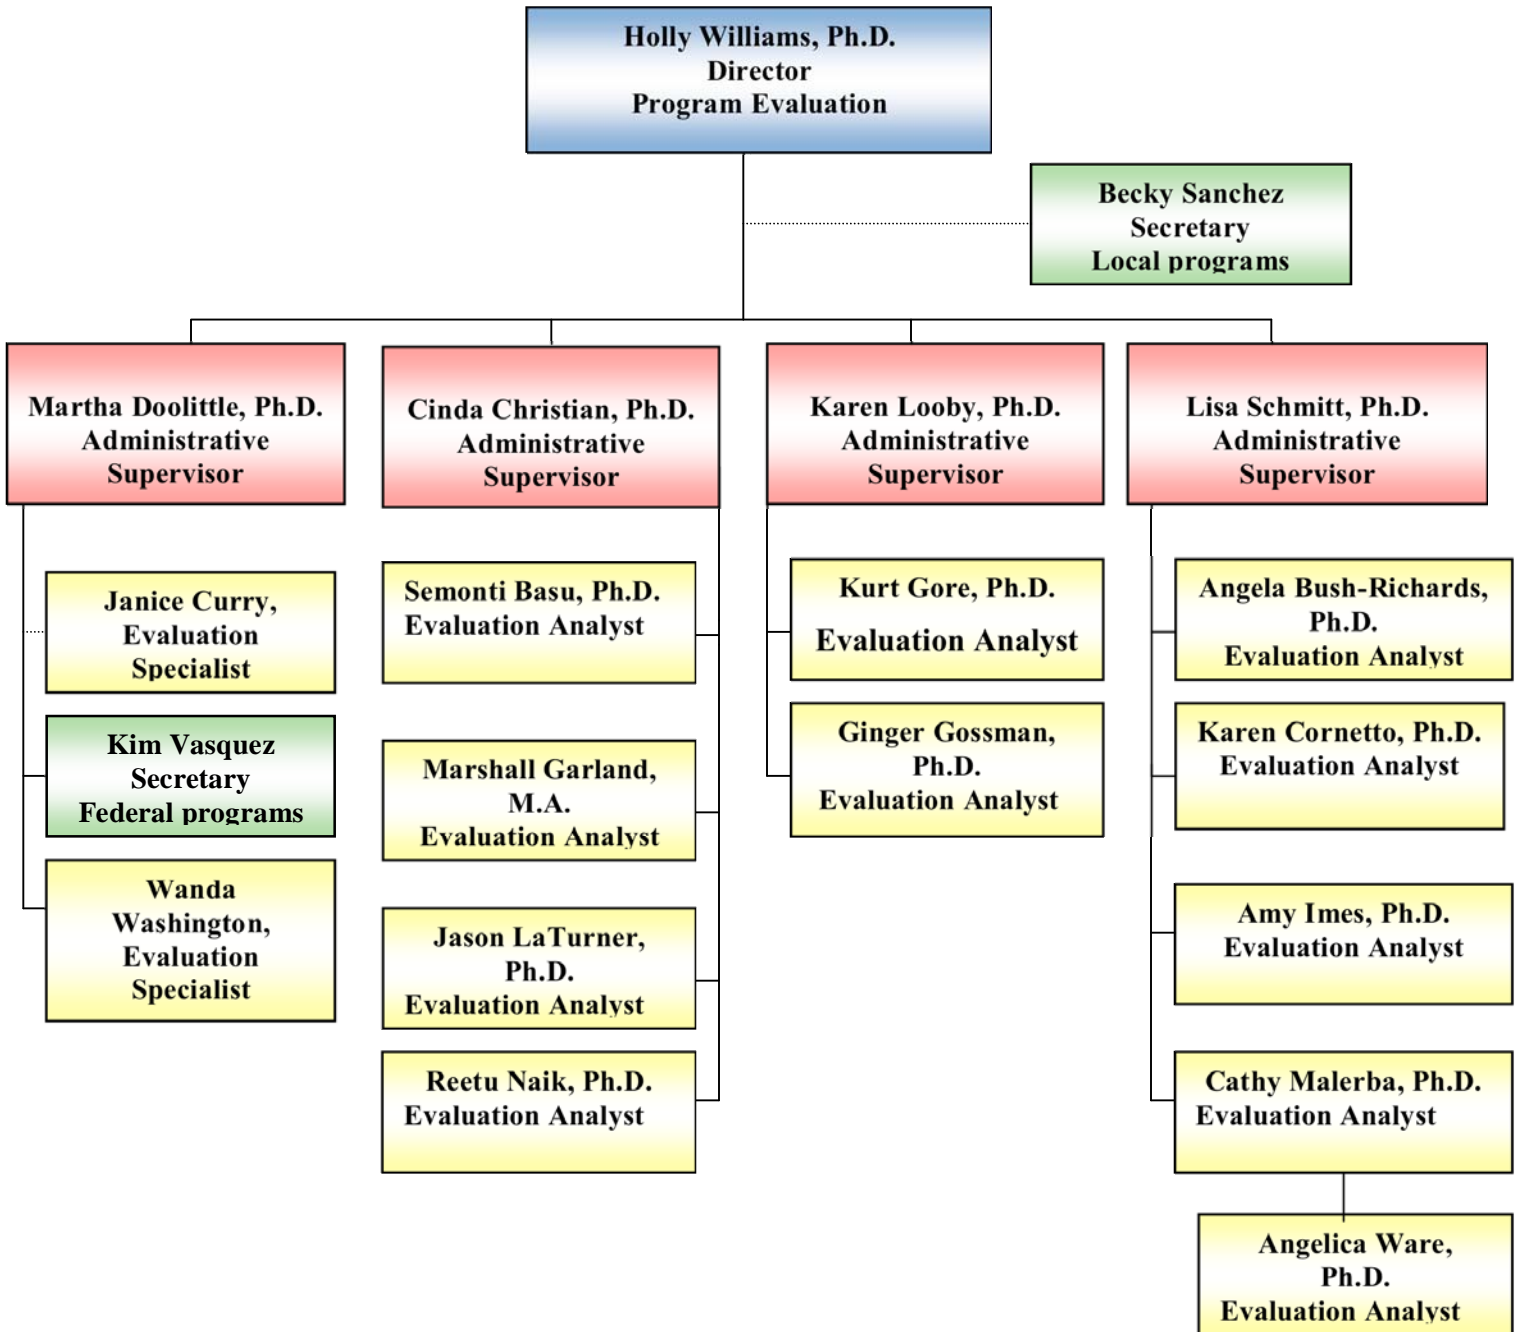 Holly Williams, Ph.D.
Director
Program Evaluation
Becky Sanchez
Secretary
Local programs
Martha Doolittle, Ph.D.
Administrative
Supervisor
Cinda Christian, Ph.D.
Administrative
Supervisor
Karen Looby, Ph.D.
Administrative
Supervisor
Lisa Schmitt, Ph.D.
Administrative
Supervisor
Janice Curry,
Evaluation
Specialist
Kim Vasquez
Secretary
Federal programs
Wanda
Washington,
Evaluation
Specialist
Semonti Basu, Ph.D.
Evaluation Analyst
Marshall Garland,
M.A.
Evaluation Analyst
Jason LaTurner,
Ph.D.
Evaluation Analyst
Reetu Naik, Ph.D.
Evaluation Analyst
Kurt Gore, Ph.D.
Evaluation Analyst
Ginger Gossman,
Ph.D.
Evaluation Analyst
Angela Bush-Richards,
Ph.D.
Evaluation Analyst
Karen Cornetto, Ph.D.
Evaluation Analyst
Amy Imes, Ph.D.
Evaluation Analyst
Cathy Malerba, Ph.D.
Evaluation Analyst
Angelica Ware,
Ph.D.
Evaluation Analyst